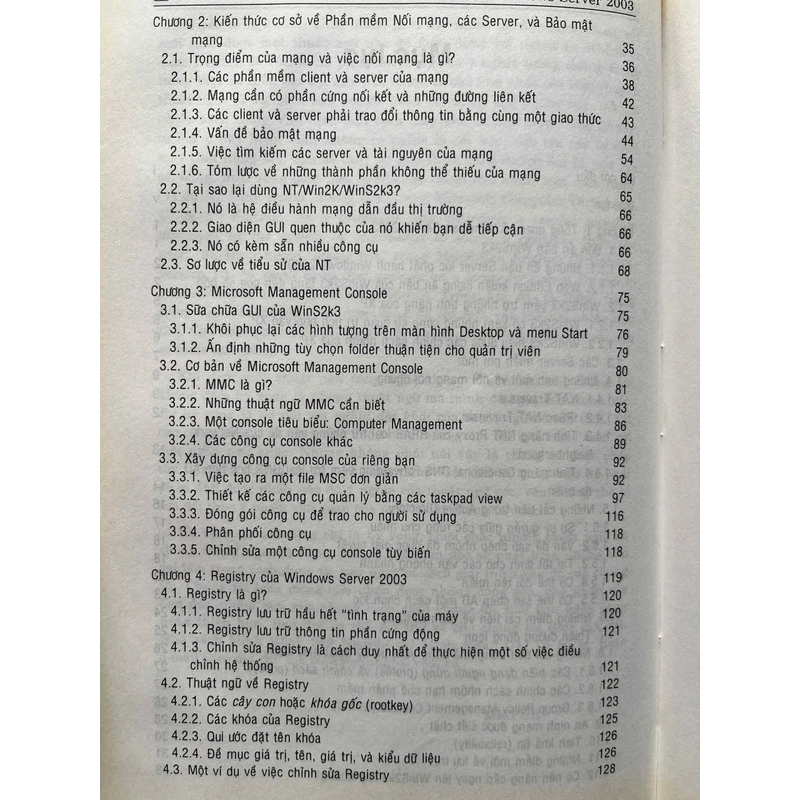 Server 2003
Chương 2: Kiến thức cơ sở về Phần mềm Nối mạng, các Server, và Bảo mật
mạng 35
2.1. Trọng điểm của mạng và việc nối mạng là gì? 36
2.1.1. Các phần mềm client và server của mạng 38
2.1.2. Mạng cần có phần cứng nối kết và những đường liên kết 42
2.1.3. Các client và server phải trao đổi thông tin bằng cùng một giao thức 43
2.1.4. Vấn đề bảo mật mạng 44
2.1.5. Việc tìm kiếm các server và tài nguyên của mạng 54
2.1.6. Tóm lược về những thành phần không thể thiếu của mạng 64
2.2. Tại sao lại dùng NT/Win2K/WinS2k3? 65
2.2.1. Nó là hệ điều hành mạng dẫn đầu thị trường 66
2.2.2. Giao diện GUI quen thuộc của nó khiến bạn dễ tiếp cận 66
2.2.3. Nó có kèm sẵn nhiều công cụ 66
2.3. Sơ lược về tiểu sử của NT 68
Chương 3: Microsoft Management Console 75
3.1. Sữa chữa GUI của WinS2k3 75
3.1.1. Khôi phục lại các hình tượng trên màn hình Desktop và menu Start 76
3.1.2. Ấn định những tùy chọn folder thuận tiện cho quản trị viên 79
3.2. Cơ bản về Microsoft Management Console 80
3.2.1. MMC là gì? 81
3.2.2. Những thuật ngữ MMC cần biết 83
3.2.3. Một console tiêu biểu: Computer Management 86
3.2.4. Các công cụ console khác 89
3.3. Xây dựng công cụ console của riêng bạn 92
3.3.1. Việc tạo ra một file MSC đơn giản 92
3.3.2. Thiết kế các công cụ quản lý bằng các taskpad view 97
3.3.3. Đóng gói công cụ để trao cho người sử dụng 116
3.3.4. Phân phối công cụ 118
3.3.5. Chỉnh sửa một công cụ console tùy biến 118
Chương 4: Registry của Windows Server 2003 119
4.1. Registry là gì? 120
4.1.1. Registry lưu trữ hầu hết “tình trạng” của máy 120
4.1.2. Registry lưu trữ thông tin phần cứng động 121
4.1.3. Chỉnh sửa Registry là cách duy nhất để thực hiện một số việc điều
chỉnh hệ thống 121
4.2. Thuật ngữ về Registry 122
4.2.1. Các cây con hoặc khóa gốc (rootkey) 123
4.2.2. Các khóa của Registry 125
4.2.3. Qui ước đặt tên khóa 126
4.2.4. Đề mục giá trị, tên, giá trị, và kiểu dữ liệu 126
4.3. Một ví dụ về việc chỉnh sửa Registry 128